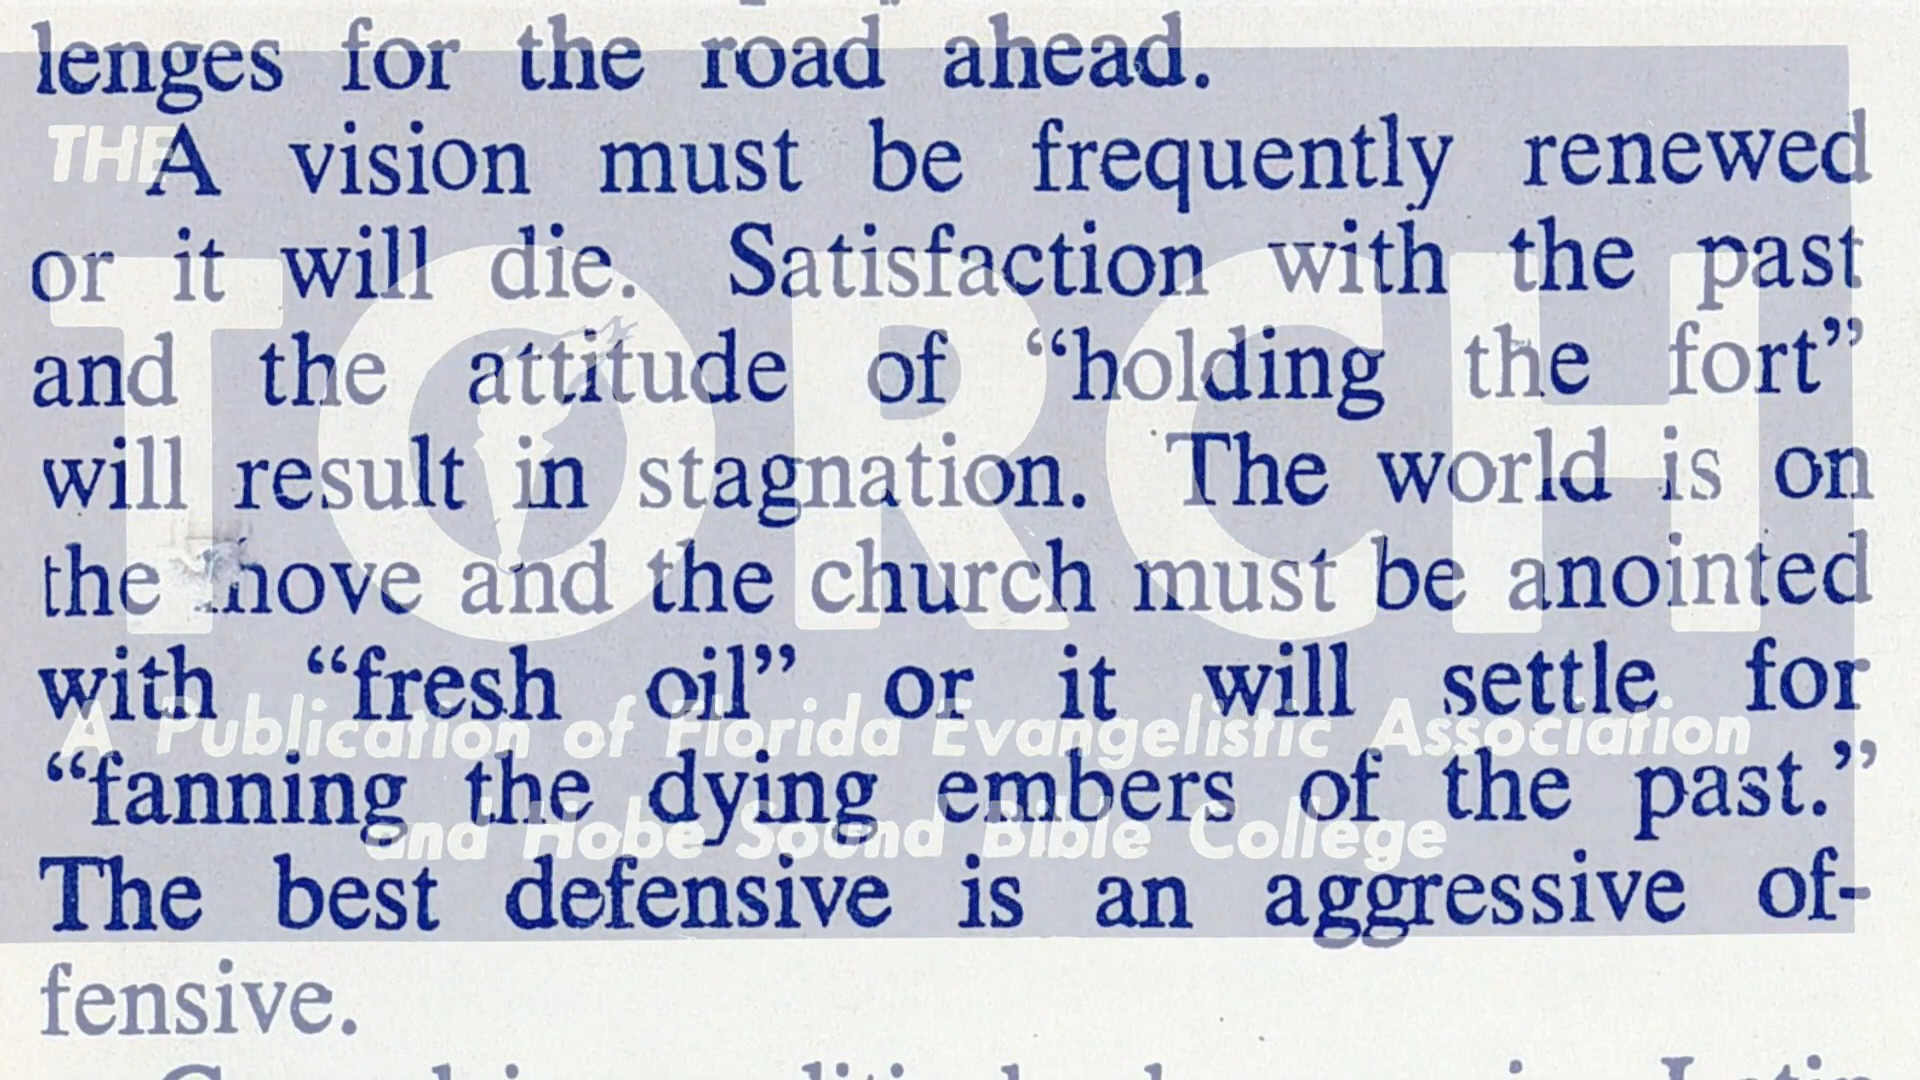 lenges for the road ahead.
A vision must be frequently renewed
or it will die. Satisfaction with the past
and the attitude of “holding the fort”
will result in stagnation. The world is on
the move and the church must be anointed
with “fresh oil” or it will settle for
“fanning the dying embers of the past.”
The best defensive is an aggressive of-
fensive.
THE
TORCH
A Publication of Florida Evangelistic Association
and Hobe Sound Bible College